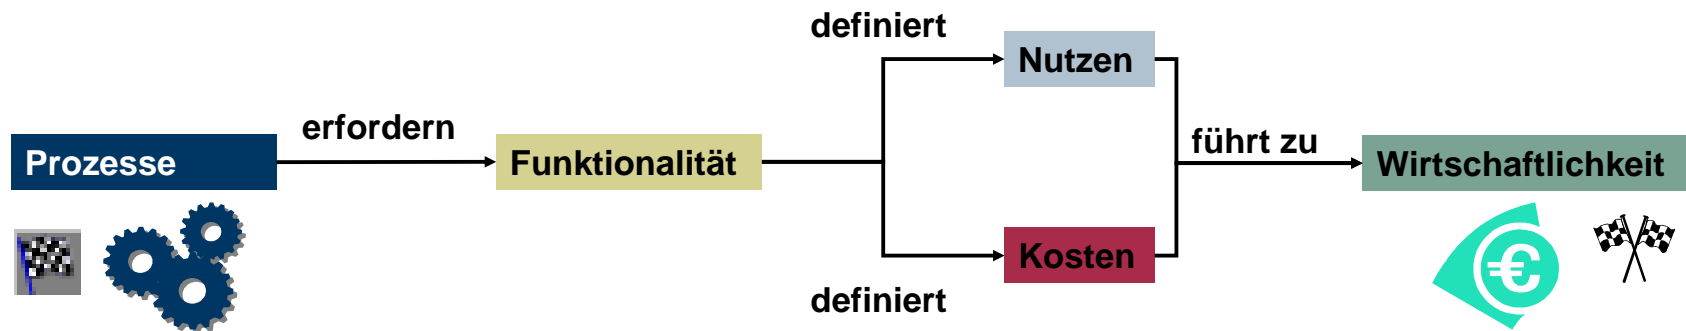 definiert
Nutzen
erfordern
führt zu
Prozesse
Funktionalität
Wirtschaftlichkeit
Kosten
definiert
€